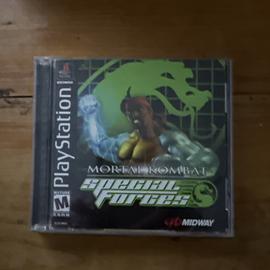 PlayStation
MORTAL KOMBAT
SPECIAL
FORCES
MIDWAY
M